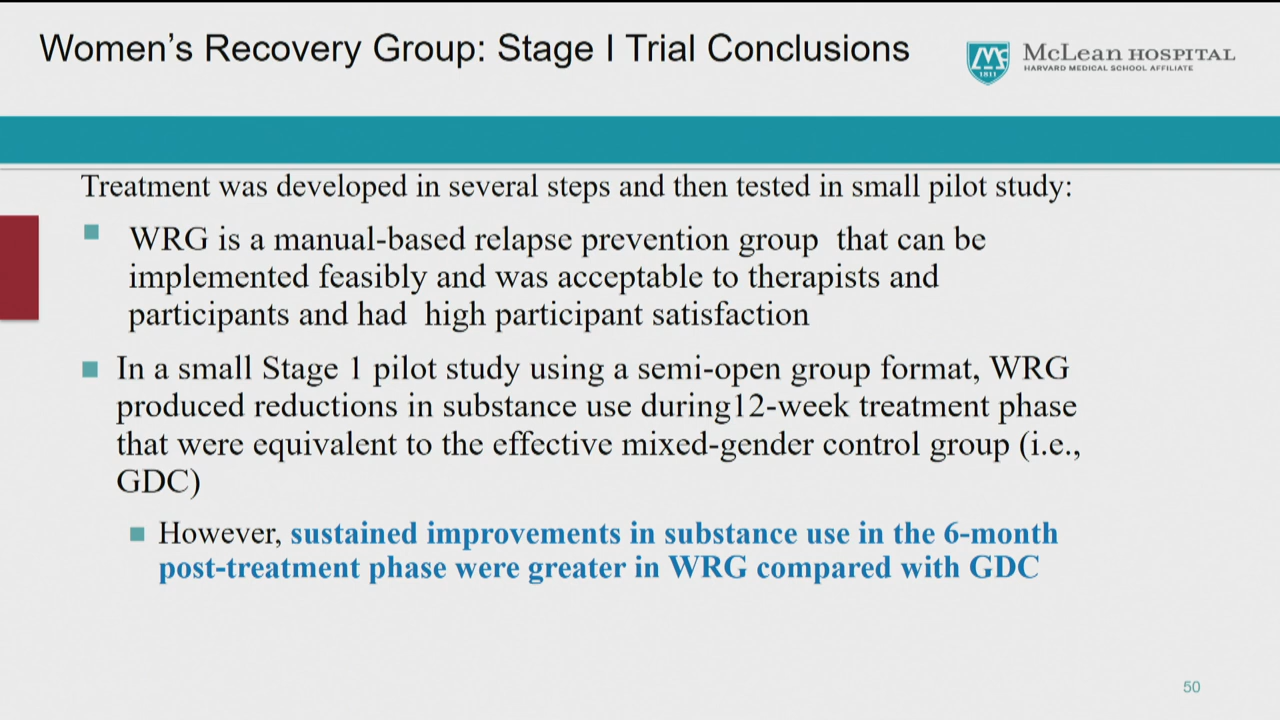 Women’s Recovery Group: Stage I Trial Conclusions
McLean HOSPITAL
HARVARD MEDICAL SCHOOL AFFILIATE
1811
Treatment was developed in several steps and then tested in small pilot study:
WRG is a manual-based relapse prevention group that can be
implemented feasibly and was acceptable to therapists and
participants and had high participant satisfaction
In a small Stage 1 pilot study using a semi-open group format, WRG
produced reductions in substance use during12-week treatment phase
that were equivalent to the effective mixed-gender control group (i.e.,
GDC)
However, sustained improvements in substance use in the 6-month
post-treatment phase were greater in WRG compared with GDC
50